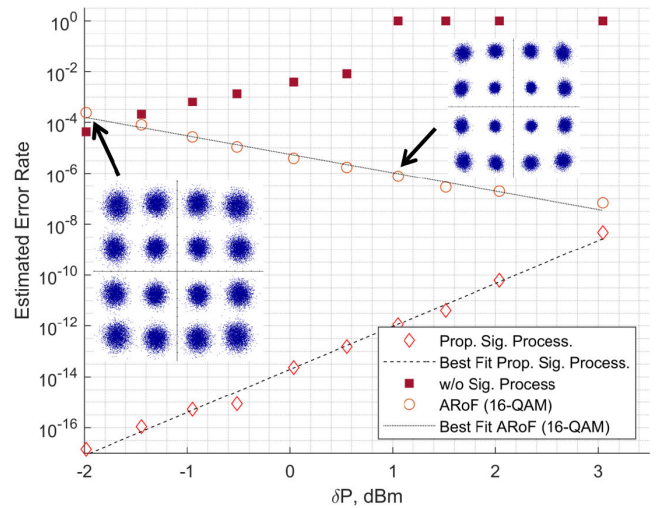 Estimated Error Rate
10^0
10^-2
10^-4
10^-6
10^-8
10^-10
10^-12
10^-14
10^-16
Prop. Sig. Process.
Best Fit Prop. Sig. Process.
w/o Sig. Process
ARoF (16-QAM)
Best Fit ARoF (16-QAM)
-2
-1
0
1
2
3
δP, dBm